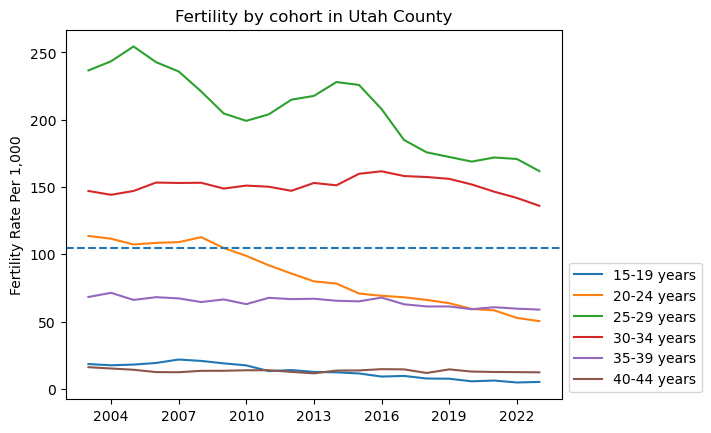 Fertility by cohort in Utah County
Fertility Rate Per 1,000
250
200
150
100
50
0
2004 2007 2010 2013 2016 2019 2022
15-19 years
20-24 years
25-29 years
30-34 years
35-39 years
40-44 years